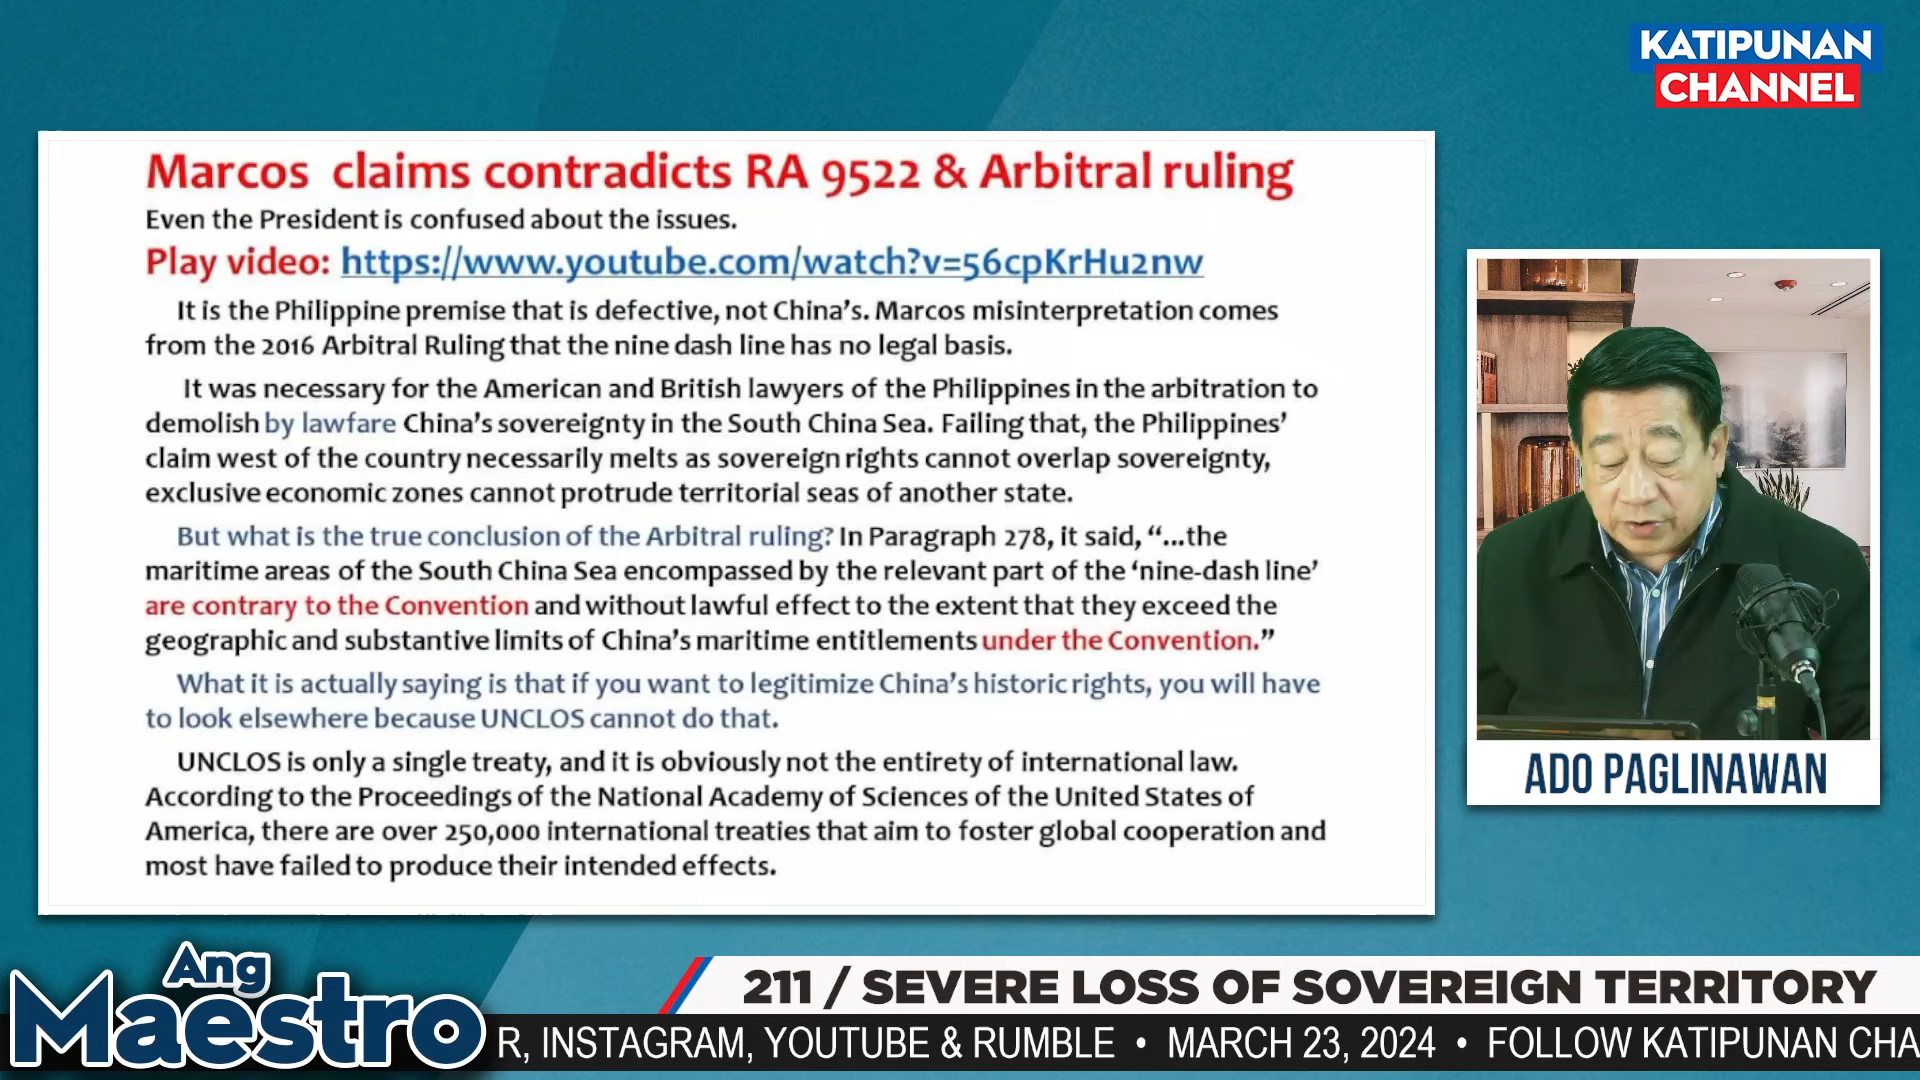 KATIPUNAN
CHANNEL
Marcos claims contradicts RA 9522 & Arbitral ruling
Even the President is confused about the issues.
Play video: https://www.youtube.com/watch?v=56cpKrHu2nw
It is the Philippine premise that is defective, not China's. Marcos misinterpretation comes
from the 2016 Arbitral Ruling that the nine dash line has no legal basis.
It was necessary for the American and British lawyers of the Philippines in the arbitration to
demolish by lawfare China's sovereignty in the South China Sea. Failing that, the Philippines'
claim west of the country necessarily melts as sovereign rights cannot overlap sovereignty,
exclusive economic zones cannot protrude territorial seas of another state.
But what is the true conclusion of the Arbitral ruling? In Paragraph 278, it said, "...the
maritime areas of the South China Sea encompassed by the relevant part of the 'nine-dash line'
are contrary to the Convention and without lawful effect to the extent that they exceed the
geographic and substantive limits of China's maritime entitlements under the Convention."
What it is actually saying is that if you want to legitimize China's historic rights, you will have
to look elsewhere because UNCLOS cannot do that.
UNCLOS is only a single treaty, and it is obviously not the entirety of international law.
According to the Proceedings of the National Academy of Sciences of the United States of
America, there are over 250,000 international treaties that aim to foster global cooperation and
most have failed to produce their intended effects.
ADO PAGLINAWAN
Ang
Maestro
211 / SEVERE LOSS OF SOVEREIGN TERRITORY
R, INSTAGRAM, YOUTUBE & RUMBLE • MARCH 23, 2024 • FOLLOW KATIPUNAN CHA